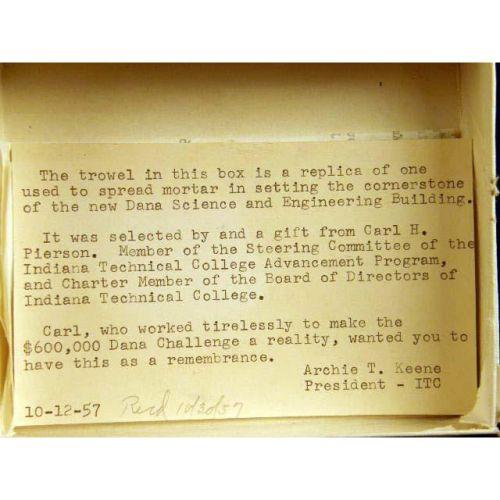 The trowel in this box is a replica of one
used to spread mortar in setting the cornerstone
of the new Dana Science and Engineering Building.
It was selected by and a gift from Carl H.
Pierson. Member of the Steering Committee of the
Indiana Technical College Advancement Program,
and Charter Member of the Board of Directors of
Indiana Technical College.
Carl, who worked tirelessly to make the
$600,000 Dana Challenge a reality, wanted you to
have this as a remembrance.
Archie T. Keene
President - ITC
10-12-57 Recd